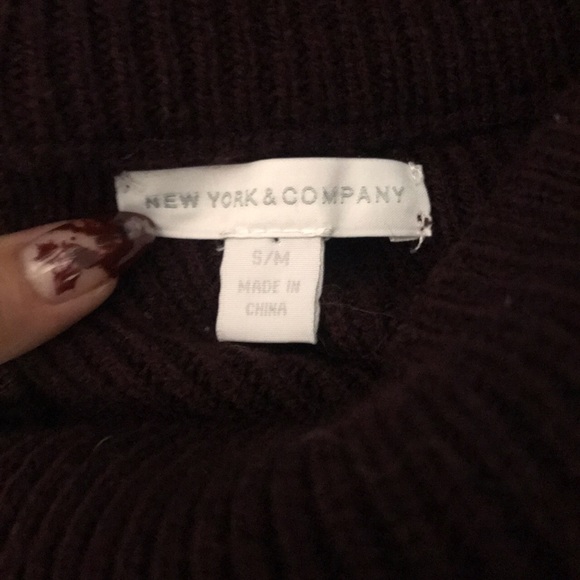 NEW YORK & COMPANY
S/M
MADE IN
CHINA